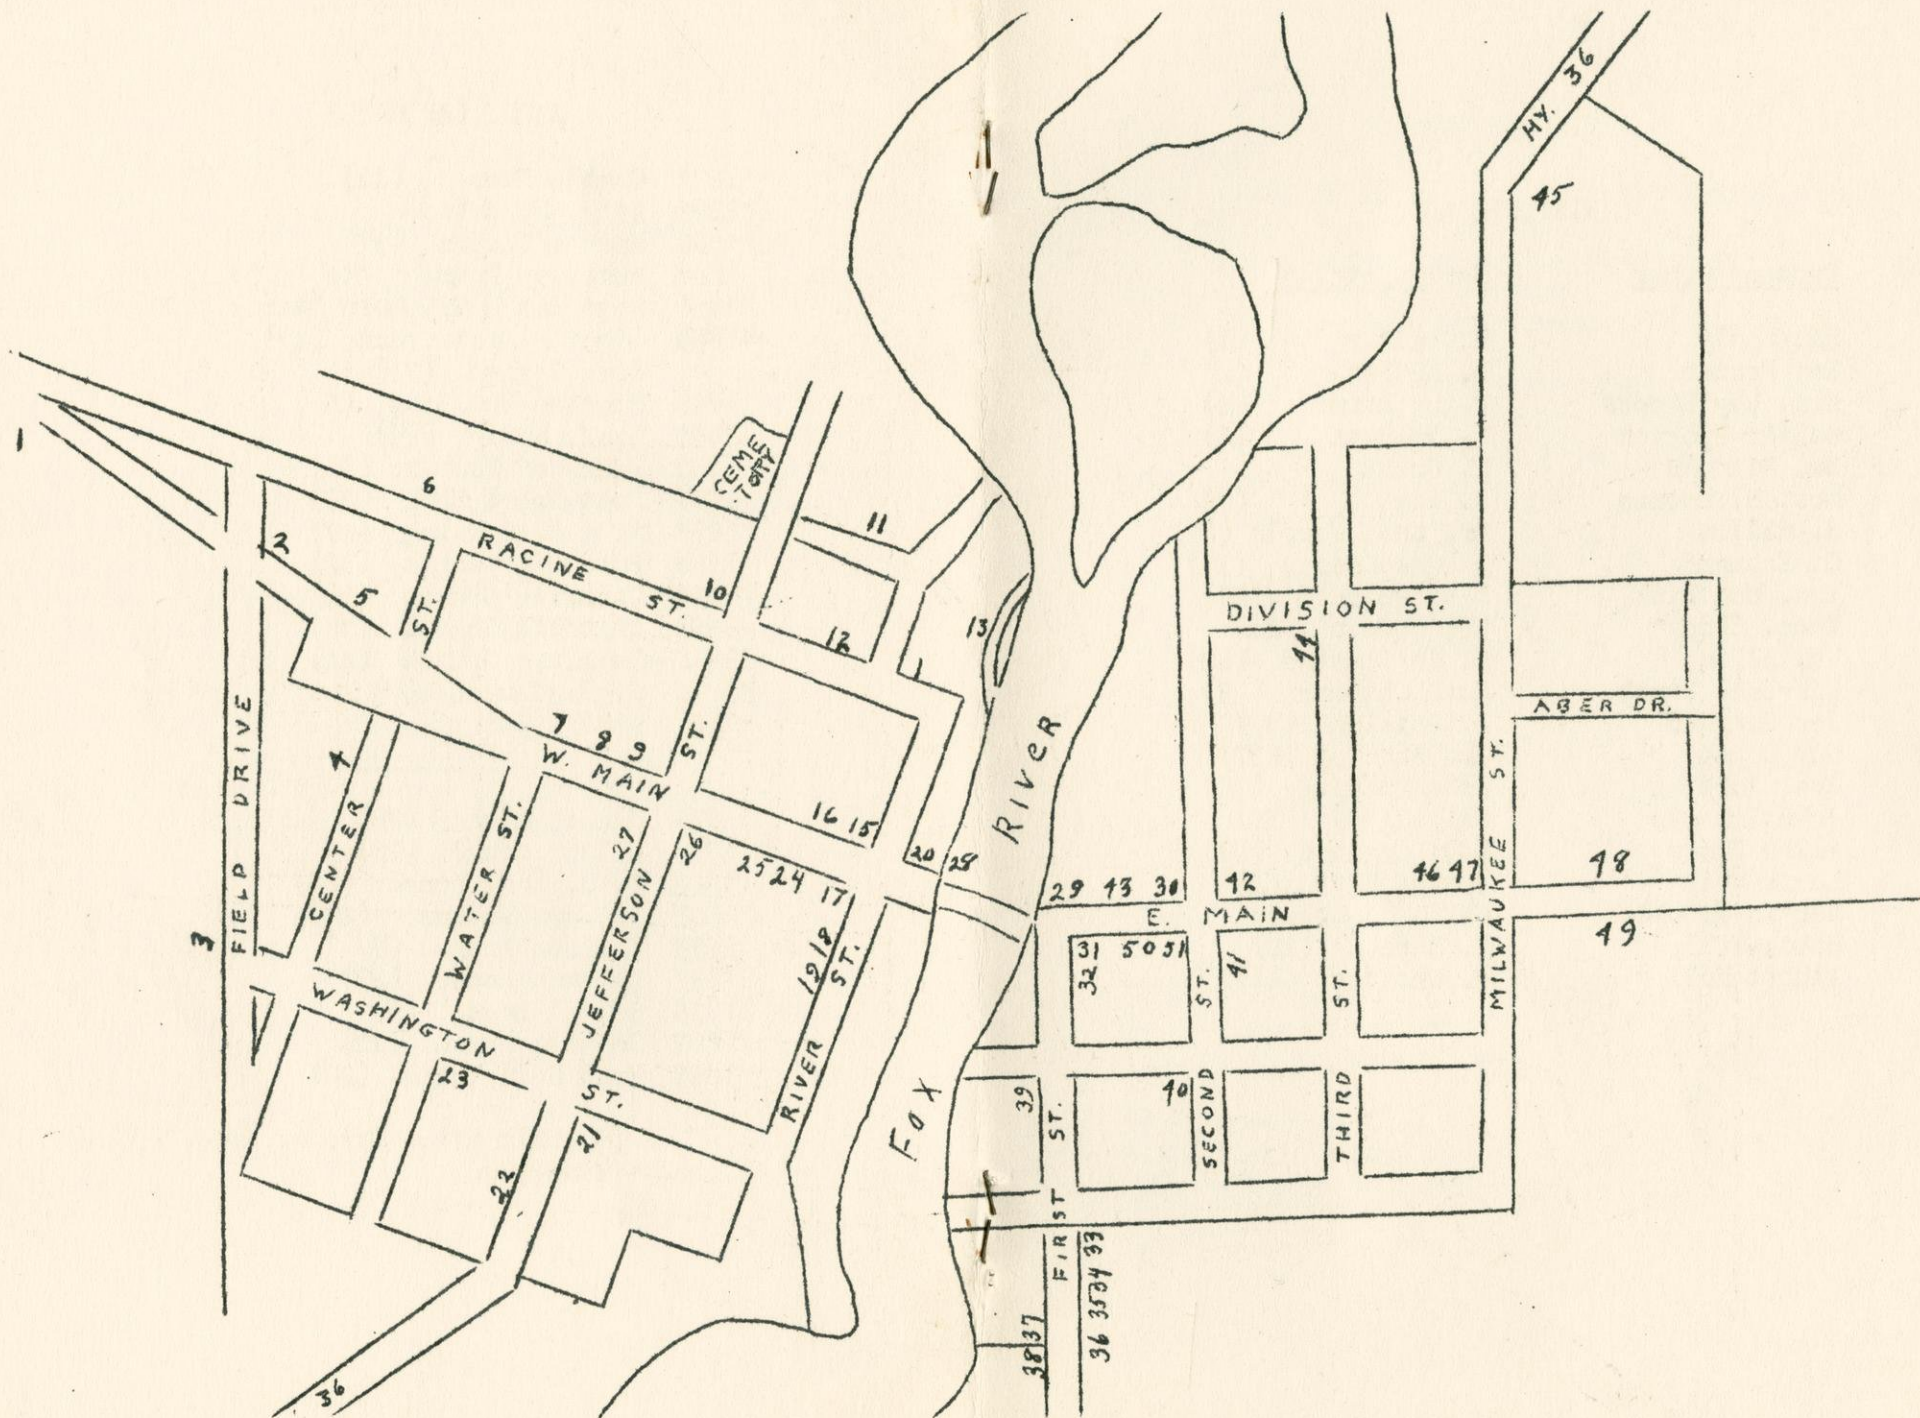 HY. 36
45
1
CEME
TORY
6
11
2
RACINE
ST.
10
5
ST.
12
13
DIVISION ST.
44
ABER DR.
FIELD DRIVE
4
7 8 9
W. MAIN
ST.
RIVER
16 15
20
28
29 43 30
42
46 47
48
27
26
25 24 17
E. MAIN
MILWAUKEE ST.
CENTER
WATER ST.
JEFFERSON
3
49
31 50 51
32
41
19 18
ST.
ST.
ST.
WASHINGTON
RIVER
23
ST.
FOX
39
ST.
40
SECOND
THIRD
21
22
FIRST
33
34
35
36
37
38
36